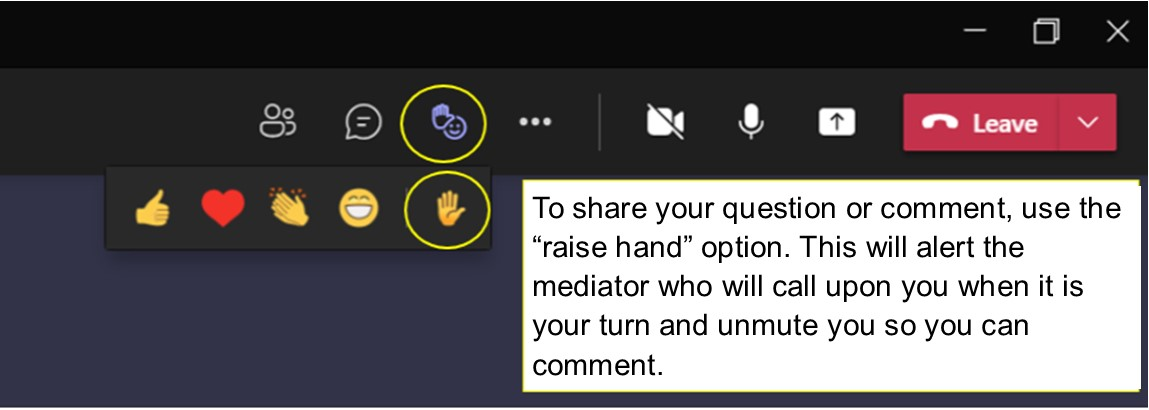 Leave
To share your question or comment, use the
“raise hand” option. This will alert the
mediator who will call upon you when it is
your turn and unmute you so you can
comment.